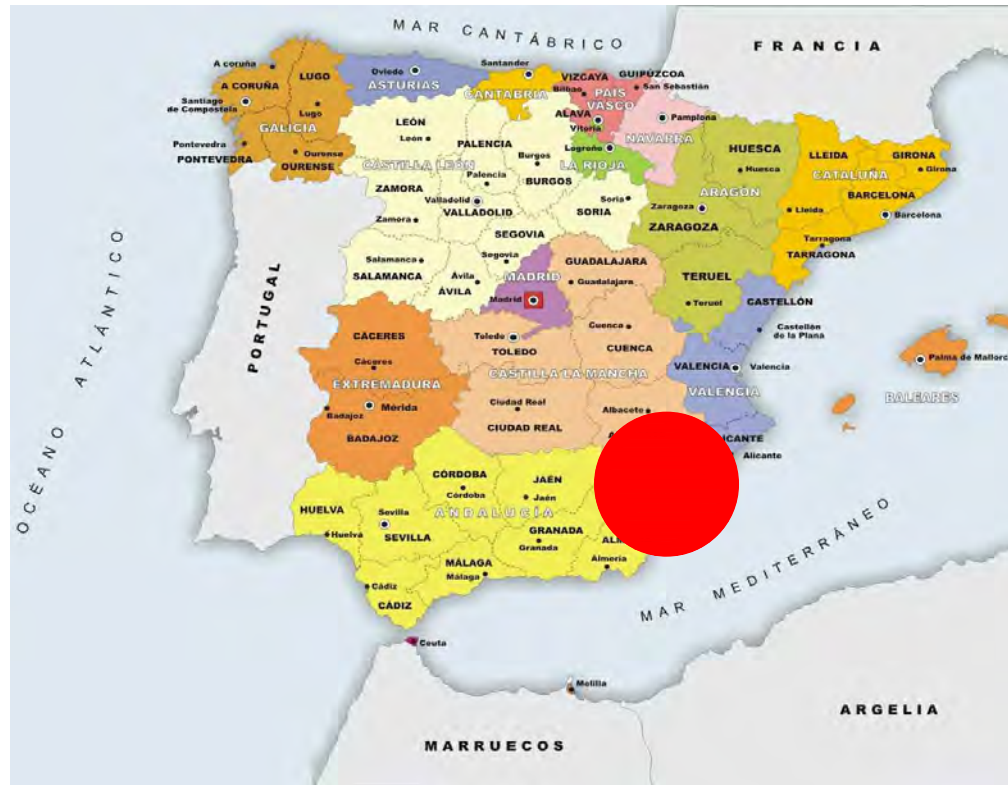 MAR CANTÁBRICO
FRANCIA
A coruña
A CORUÑA
LUGO
Lugo
Santiago
de Compostela
GALICIA
Pontevedra
PONTEVEDRA
Ourense
OURENSE
Oviedo
ASTURIAS
Santander
CANTABRIA
VIZCAYA
Bilbao
GUIPÚZCOA
San Sebastián
PAIS
VASCO
ALAVA
Vitoria
Pamplona
NAVARRA
Logroño
LA RIOJA
LEÓN
León
PALENCIA
Palencia
Burgos
BURGOS
CASTILLA LEÓN
ZAMORA
Zamora
Valladolid
VALLADOLID
Soria
SORIA
SEGOVIA
Segovia
Salamanca
SALAMANCA
Ávila
ÁVILA
HUESCA
Huesca
ARAGÓN
Zaragoza
ZARAGOZA
TERUEL
Teruel
LLEIDA
Lleida
GIRONA
Girona
CATALUÑA
BARCELONA
Barcelona
Tarragona
TARRAGONA
MADRID
Madrid
GUADALAJARA
Guadalajara
Cuenca
CUENCA
Toledo
TOLEDO
CASTILLA LA MANCHA
Ciudad Real
CIUDAD REAL
Albacete
A
CÀCERES
Cáceres
EXTREMADURA
Mérida
Badajoz
BADAJOZ
CASTELLÓN
Castellón
de la Plana
VALENCIA
Valencia
VALENCIA
ICANTE
Alicante
Palma de Mallorc
BALEARES
CÓRDOBA
Córdoba
JAÉN
Jaén
HUELVA
Huelva
Sevilla
SEVILLA
ANDALUCÍA
GRANADA
Granada
AL
Almería
MÁLAGA
Málaga
Cádiz
CÁDIZ
Ceuta
Melilla
PORTUGAL
OCÉANO ATLÁNTICO
MAR MEDITERRÁNEO
MARRUECOS
ARGELIA